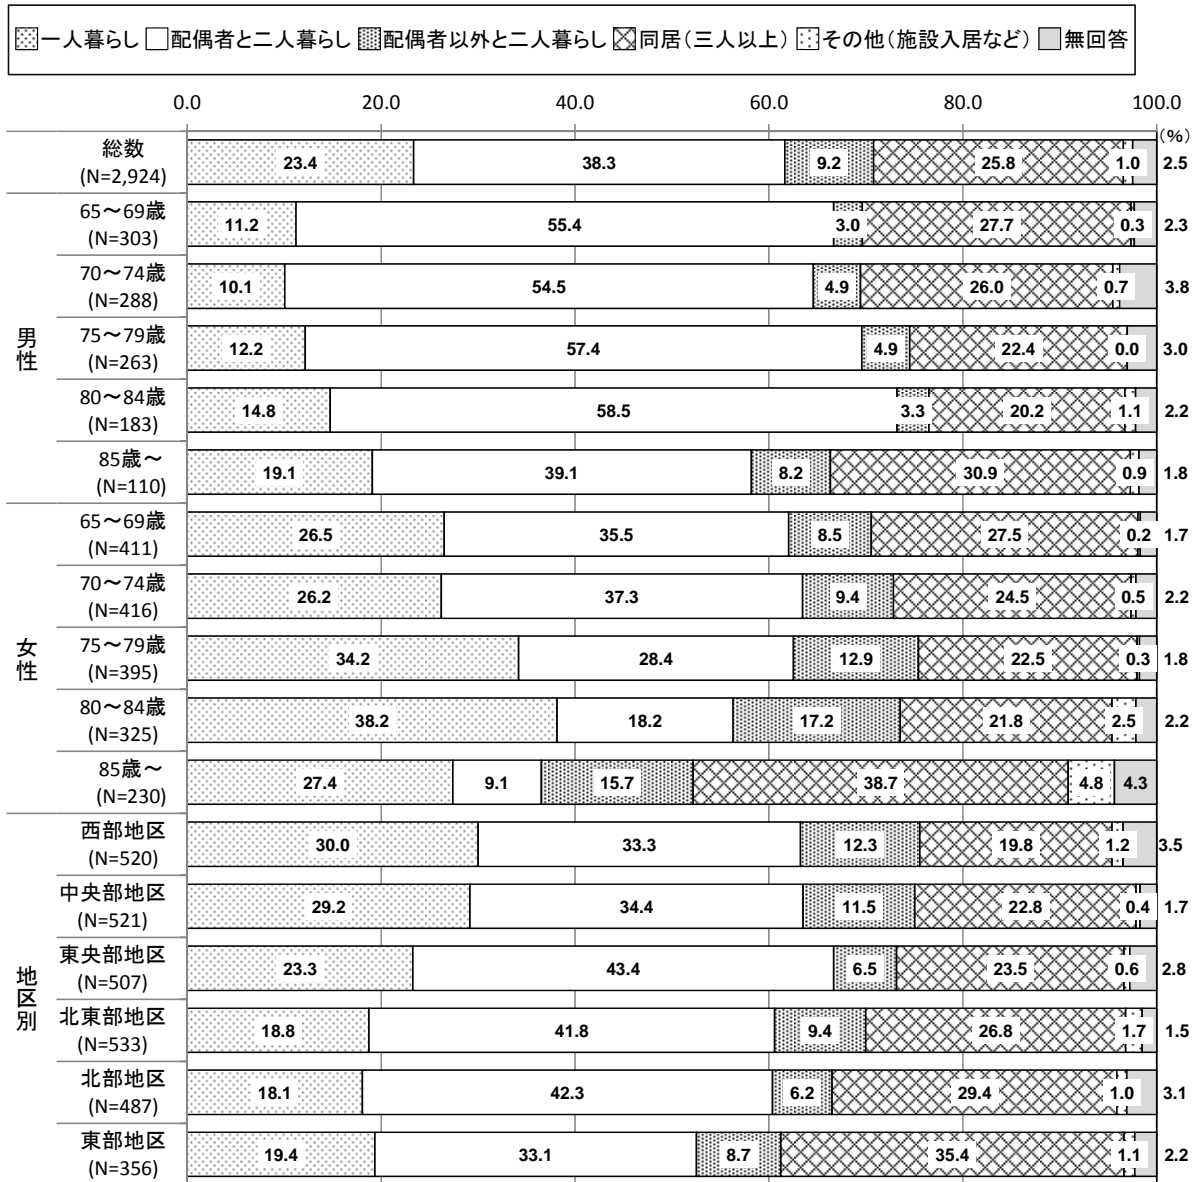 一人暮らし 配偶者と二人暮らし 配偶者以外と二人暮らし 同居(三人以上) その他(施設入居など) 無回答
0.0 20.0 40.0 60.0 80.0 100.0
(%)
総数
(N=2,924)
23.4 38.3 9.2 25.8 1.0 2.5
男性
65～69歳
(N=303)
11.2 55.4 3.0 27.7 0.3 2.3
70～74歳
(N=288)
10.1 54.5 4.9 26.0 0.7 3.8
75～79歳
(N=263)
12.2 57.4 4.9 22.4 0.0 3.0
80～84歳
(N=183)
14.8 58.5 3.3 20.2 1.1 2.2
85歳～
(N=110)
19.1 39.1 8.2 30.9 0.9 1.8
女性
65～69歳
(N=411)
26.5 35.5 8.5 27.5 0.2 1.7
70～74歳
(N=416)
26.2 37.3 9.4 24.5 0.5 2.2
75～79歳
(N=395)
34.2 28.4 12.9 22.5 0.3 1.8
80～84歳
(N=325)
38.2 18.2 17.2 21.8 2.5 2.2
85歳～
(N=230)
27.4 9.1 15.7 38.7 4.8 4.3
地区別
西部地区
(N=520)
30.0 33.3 12.3 19.8 1.2 3.5
中央部地区
(N=521)
29.2 34.4 11.5 22.8 0.4 1.7
東央部地区
(N=507)
23.3 43.4 6.5 23.5 0.6 2.8
北東部地区
(N=533)
18.8 41.8 9.4 26.8 1.7 1.5
北部地区
(N=487)
18.1 42.3 6.2 29.4 1.0 3.1
東部地区
(N=356)
19.4 33.1 8.7 35.4 1.1 2.2